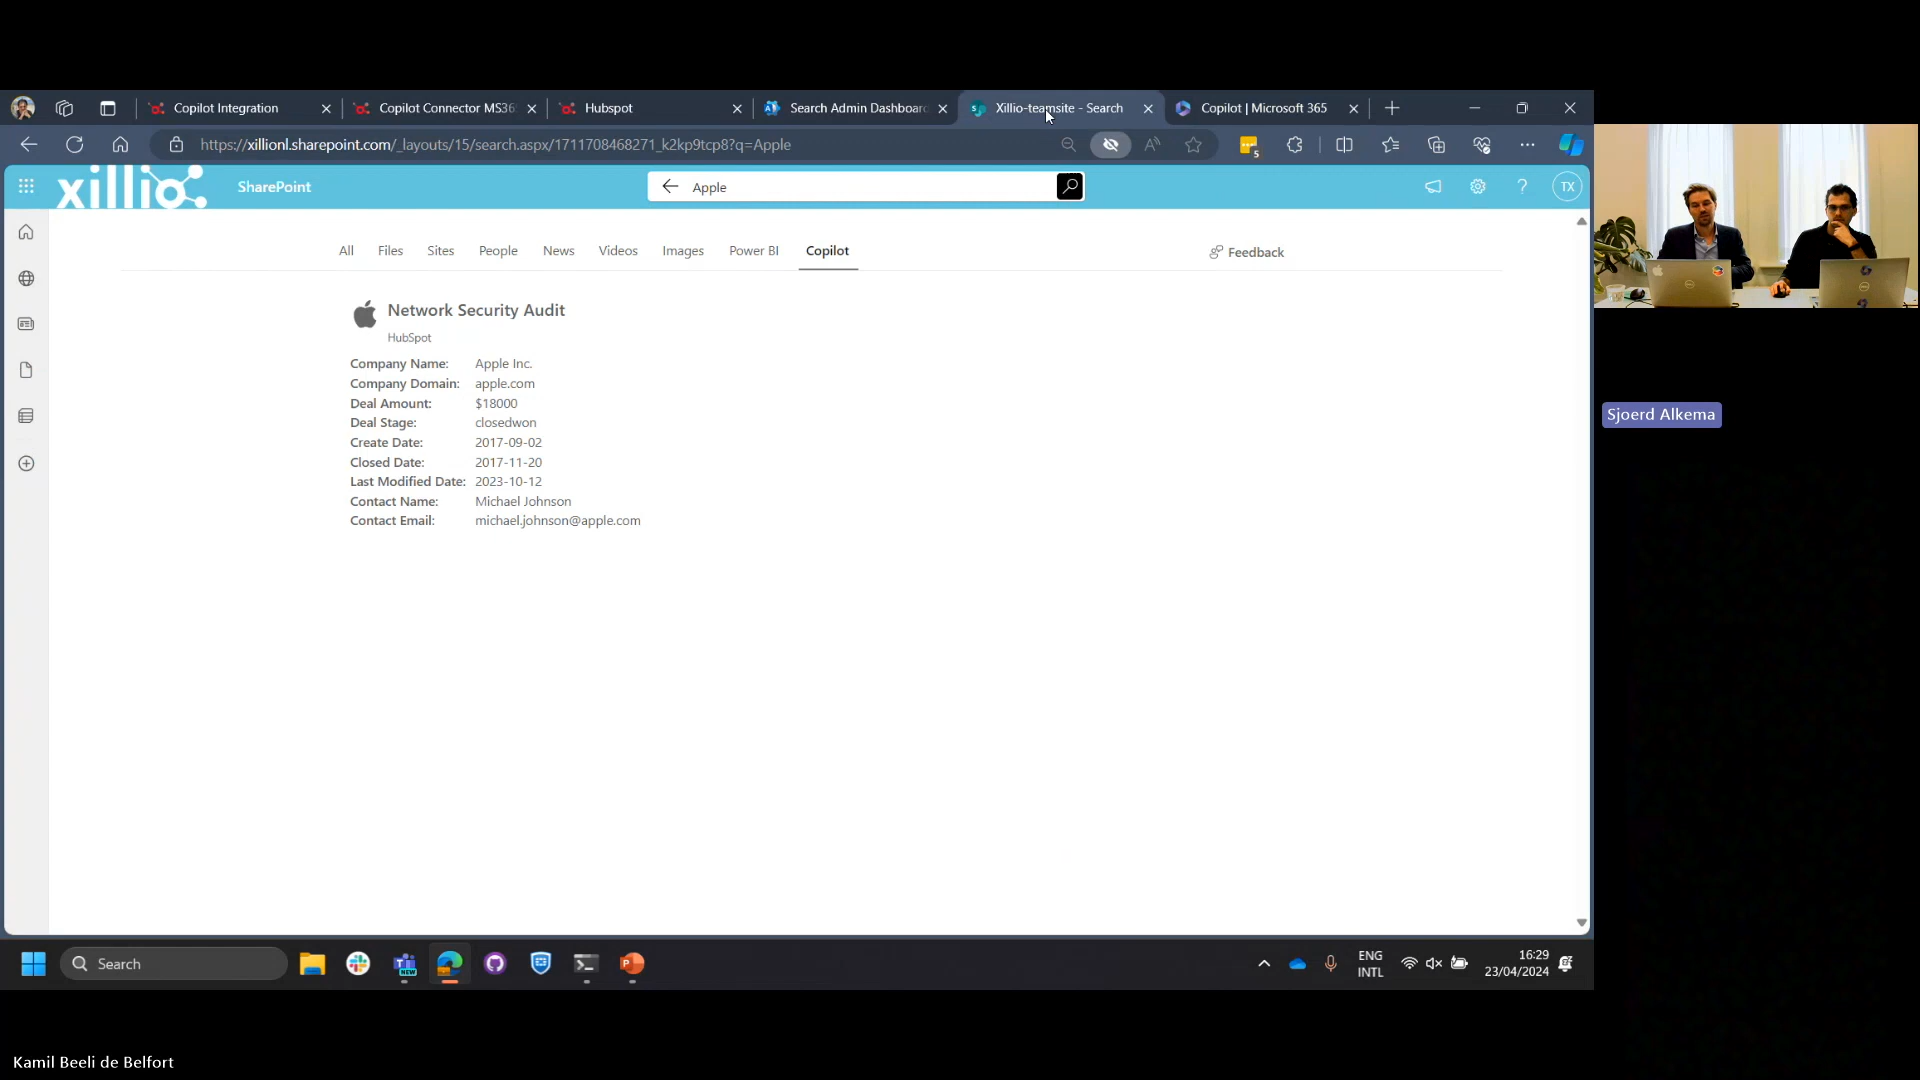 Copilot Integration
Copilot Connector MS36
Hubspot
Search Admin Dashboard
Xillio-teamsite - Search
Copilot | Microsoft 365
https://xillionl.sharepoint.com/_layouts/15/search.aspx/1711708468271_k2kp9tcp8?q=Apple
5
xillio
SharePoint
Apple
TX
All
Files
Sites
People
News
Videos
Images
Power BI
Copilot
Feedback
Network Security Audit
HubSpot
Company Name: Apple Inc.
Company Domain: apple.com
Deal Amount: $18000
Deal Stage: closedwon
Create Date: 2017-09-02
Closed Date: 2017-11-20
Last Modified Date: 2023-10-12
Contact Name: Michael Johnson
Contact Email: michael.johnson@apple.com
Sjoerd Alkema
Search
NEW
ENG
INTL
16:29
23/04/2024
Kamil Beeli de Belfort